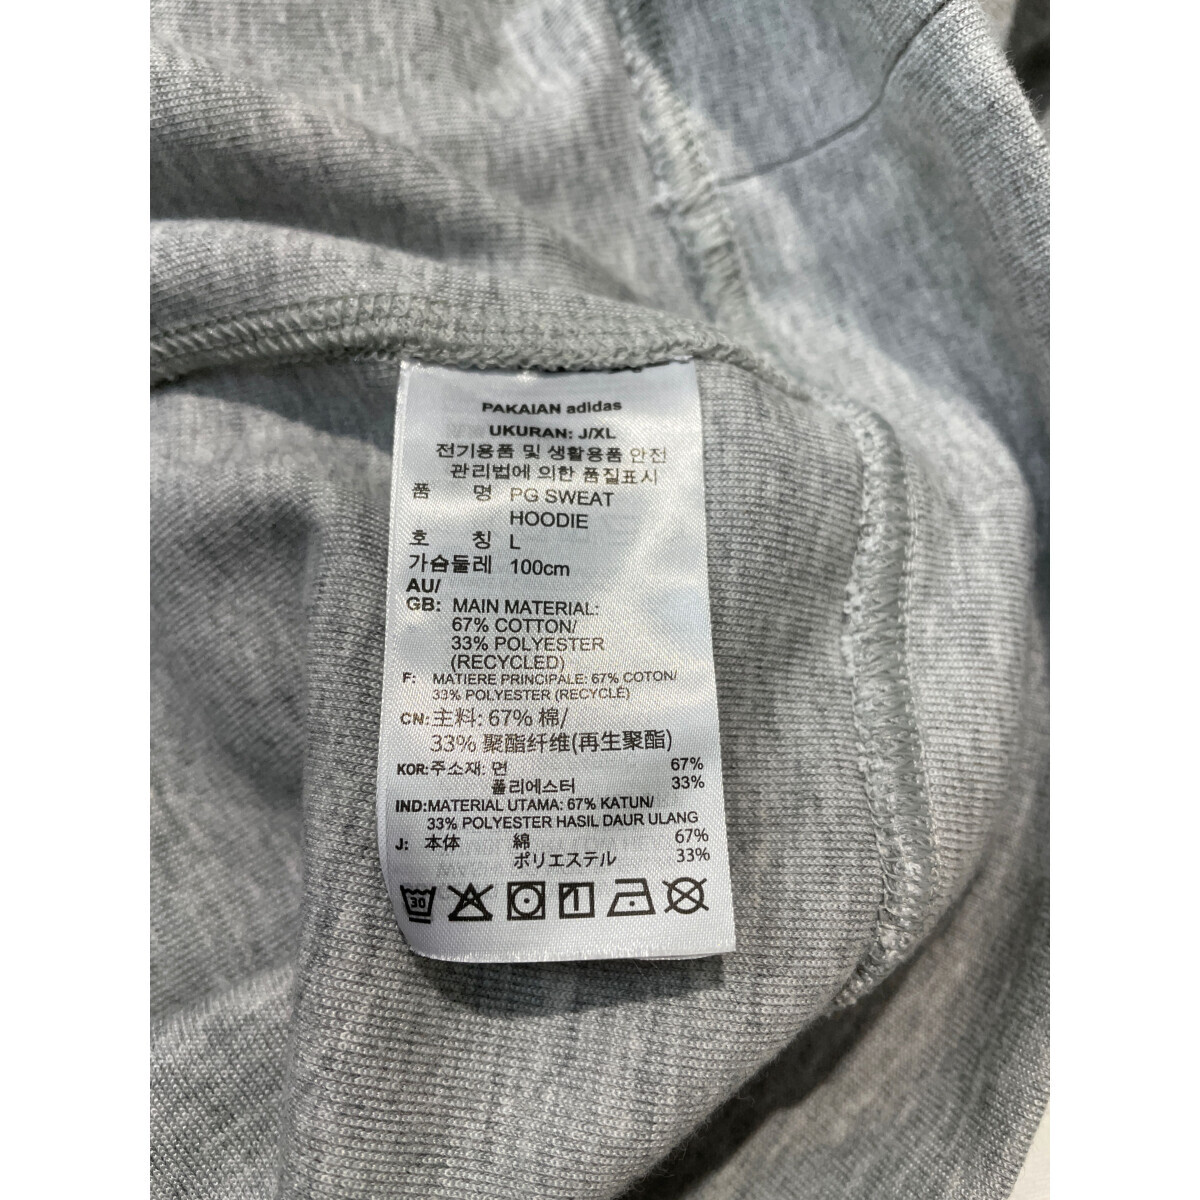 PAKAIAN adidas
UKURAN: J/XL
전기용품 및 생활용품 안전
관리법에 의한 품질표시
품 명 PG SWEAT
HOODIE
호 칭 L
가슴둘레 100cm
AU/
GB: MAIN MATERIAL:
67% COTTON/
33% POLYESTER
(RECYCLED)
F: MATIERE PRINCIPALE: 67% COTON/
33% POLYESTER (RECYCLÉ)
CN: 主料: 67% 棉/
33% 聚酯纤维(再生聚酯)
KOR: 주소재: 면 67%
폴리에스터 33%
IND: MATERIAL UTAMA: 67% KATUN/
33% POLYESTER HASIL DAUR ULANG
J: 本体 綿 67%
ポリエステル 33%
30